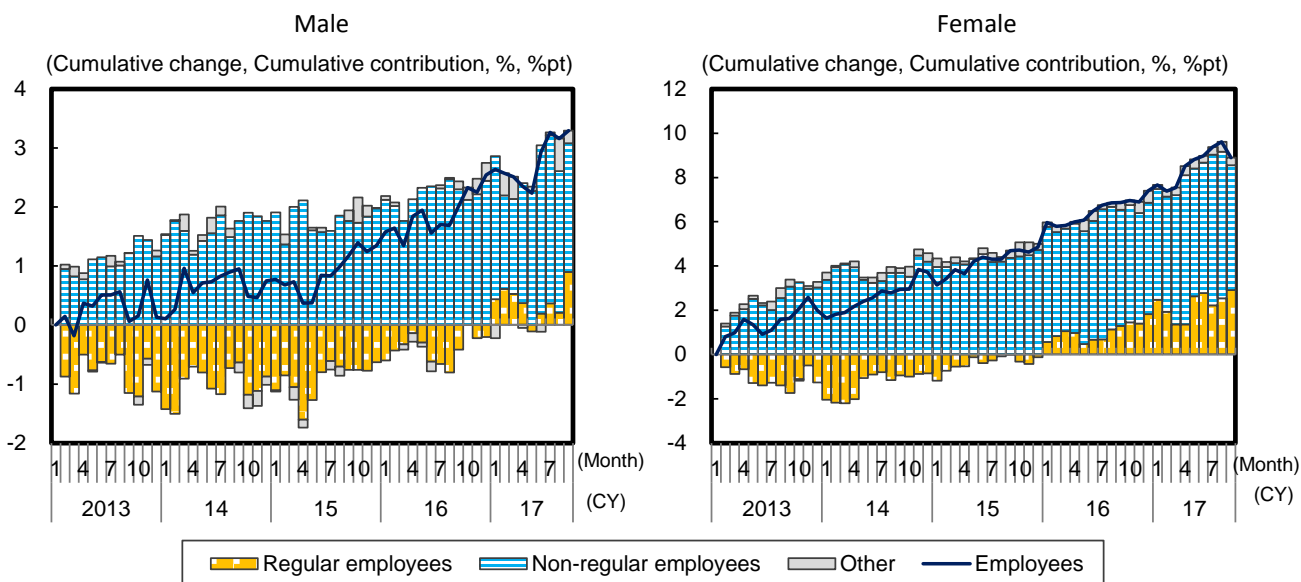 Male
(Cumulative change, Cumulative contribution, %, %pt)
4
3
2
1
0
-1
-2
1 4 7 10 1 4 7 10 1 4 7 10 1 4 7 10 1 4 7 (Month)
2013 14 15 16 17 (CY)
Female
(Cumulative change, Cumulative contribution, %, %pt)
12
10
8
6
4
2
0
-2
-4
1 4 7 10 1 4 7 10 1 4 7 10 1 4 7 10 1 4 7 (Month)
2013 14 15 16 17 (CY)
Regular employees Non-regular employees Other Employees